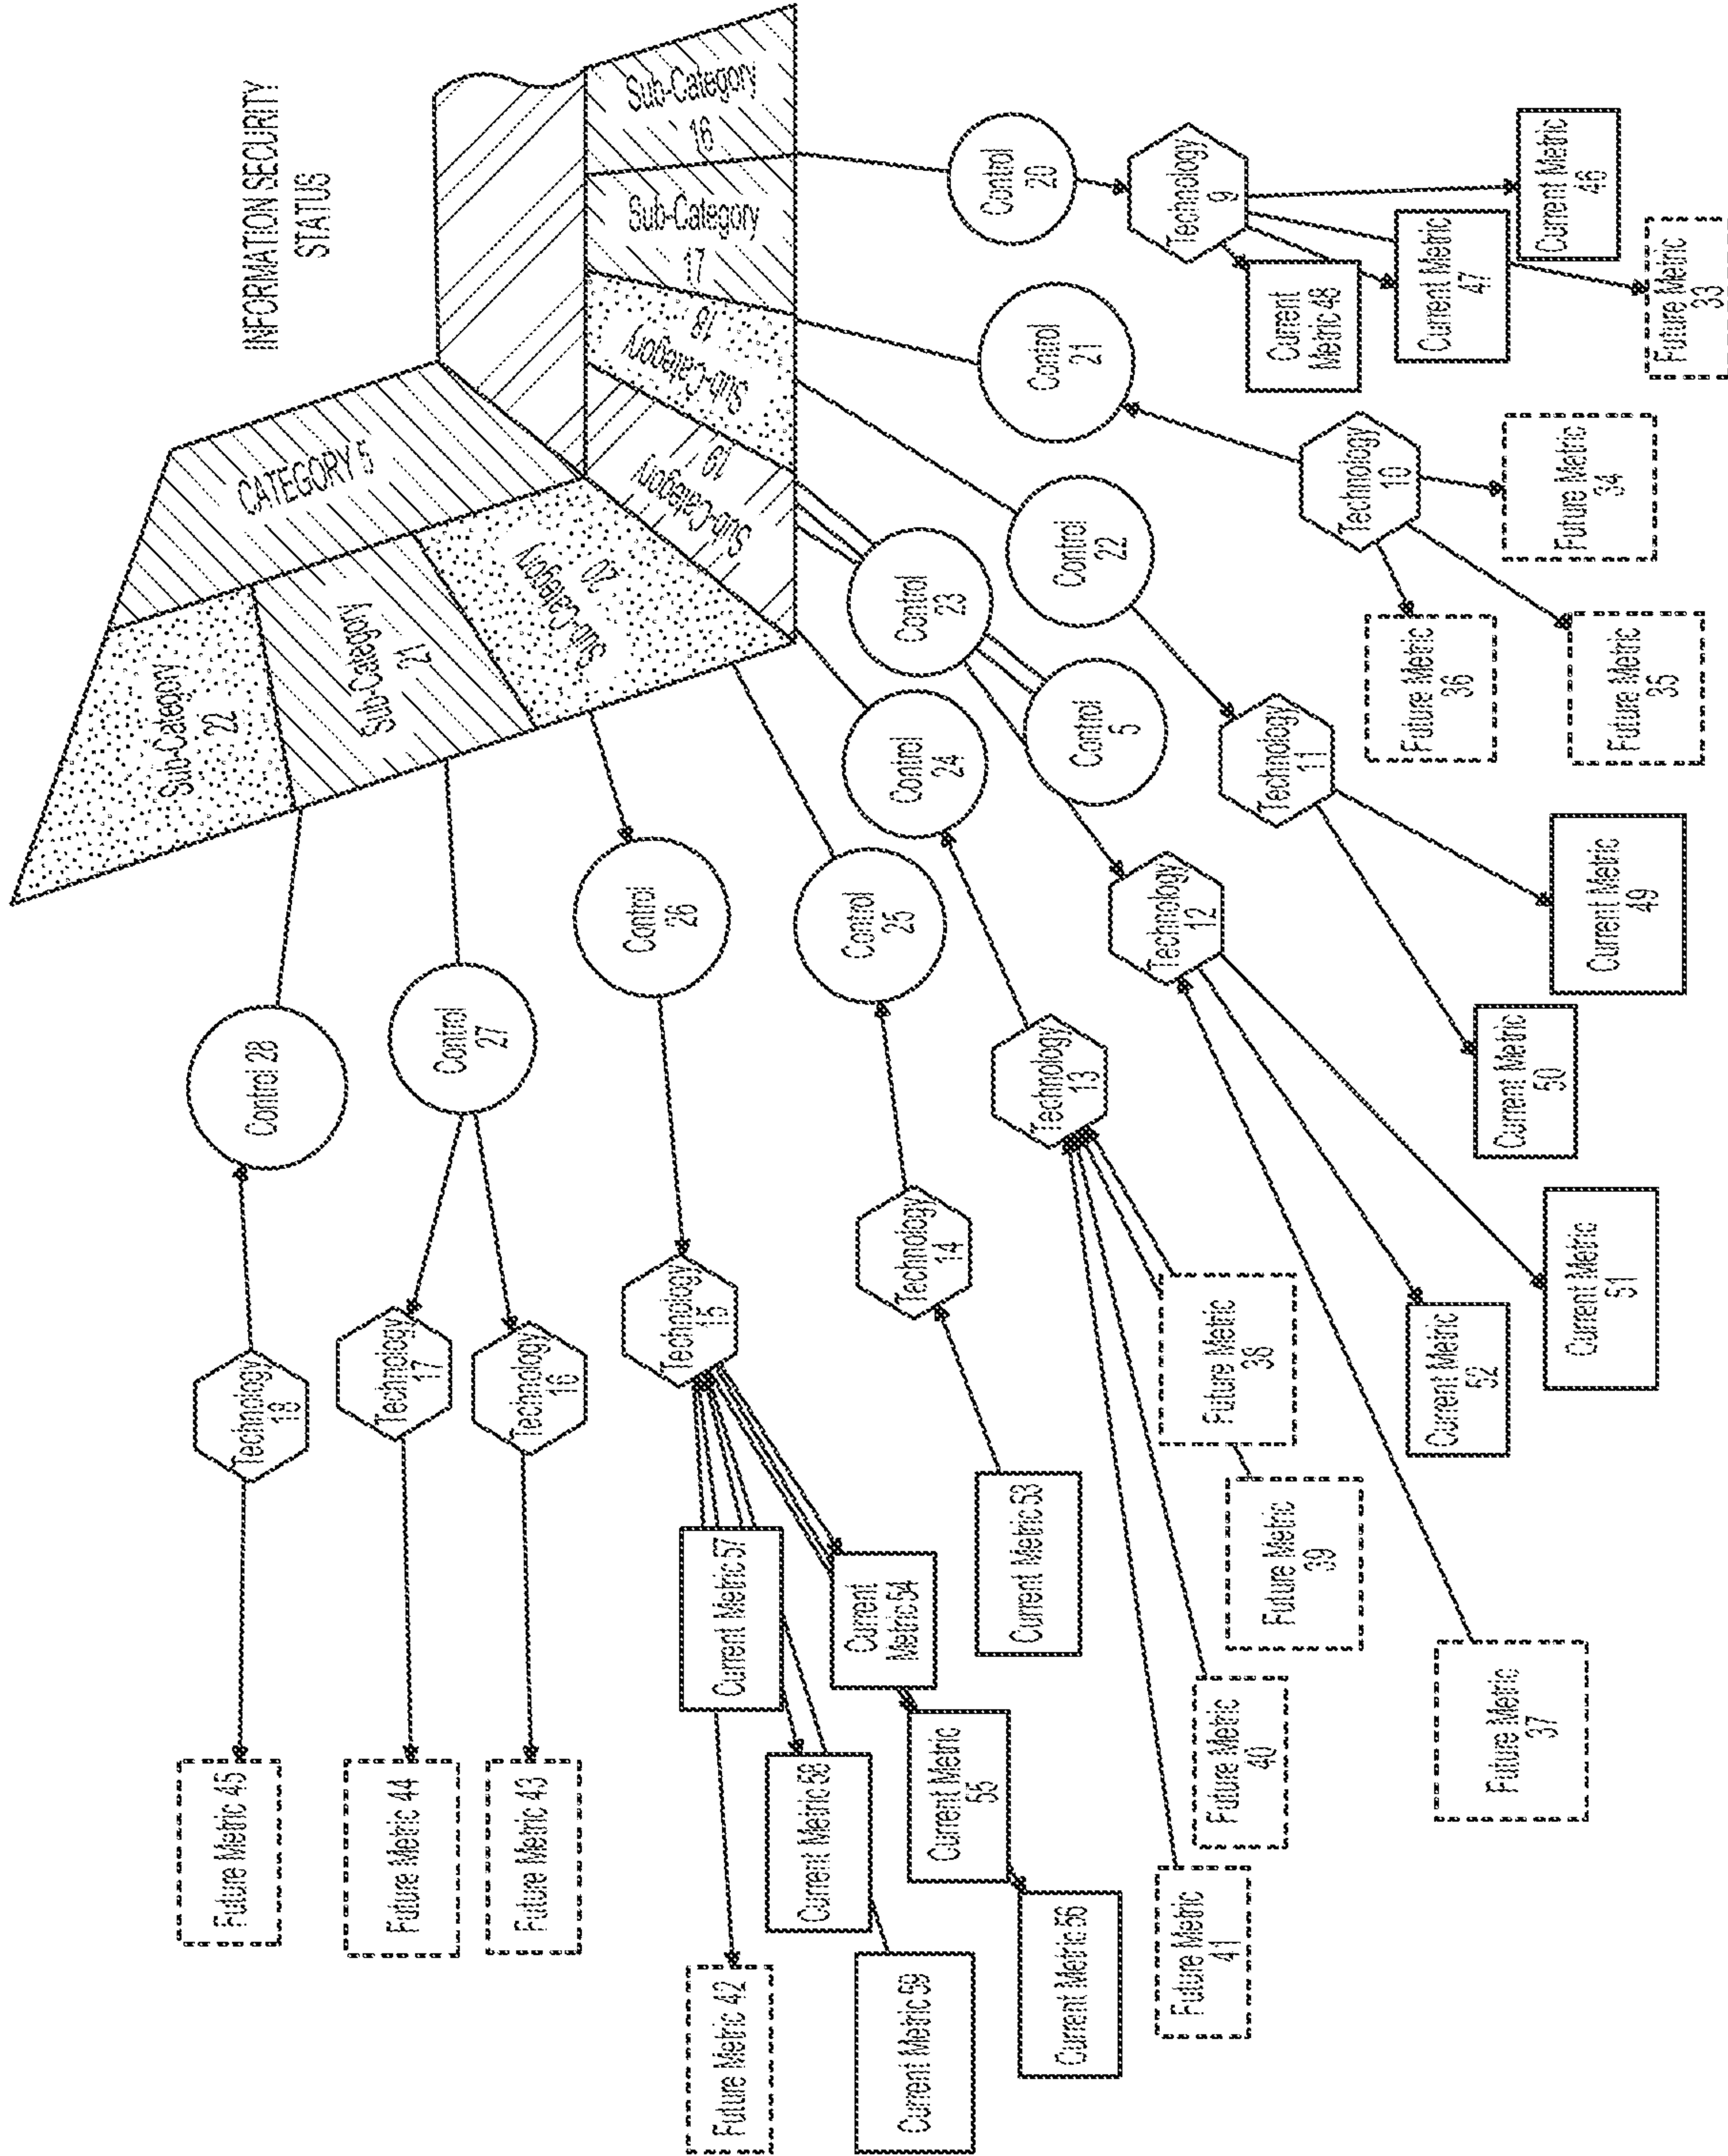 INFORMATION SECURITY
STATUS
CATEGORY 5
Sub-Category
16
Sub-Category
17
Sub-Category
18
Sub-Category
19
Sub-Category
20
Sub-Category
21
Sub-Category
22
Control
20
Control
21
Control
22
Control
23
Control
5
Control
24
Control
25
Control
26
Control
27
Control 28
Technology
9
Technology
10
Technology
11
Technology
12
Technology
13
Technology
14
Technology
15
Technology
16
Technology
17
Technology
18
Current Metric
46
Current Metric
47
Current
Metric 48
Future Metric
33
Future Metric
34
Future Metric
35
Future Metric
36
Current Metric
49
Current Metric
50
Current Metric
51
Current Metric
52
Future Metric
37
Future Metric
38
Future Metric
39
Future Metric
40
Future Metric
41
Current Metric 53
Current
Metric 54
Current Metric
55
Current Metric 56
Current Metric 57
Current Metric 58
Current Metric 59
Future Metric 42
Future Metric 43
Future Metric 44
Future Metric 45